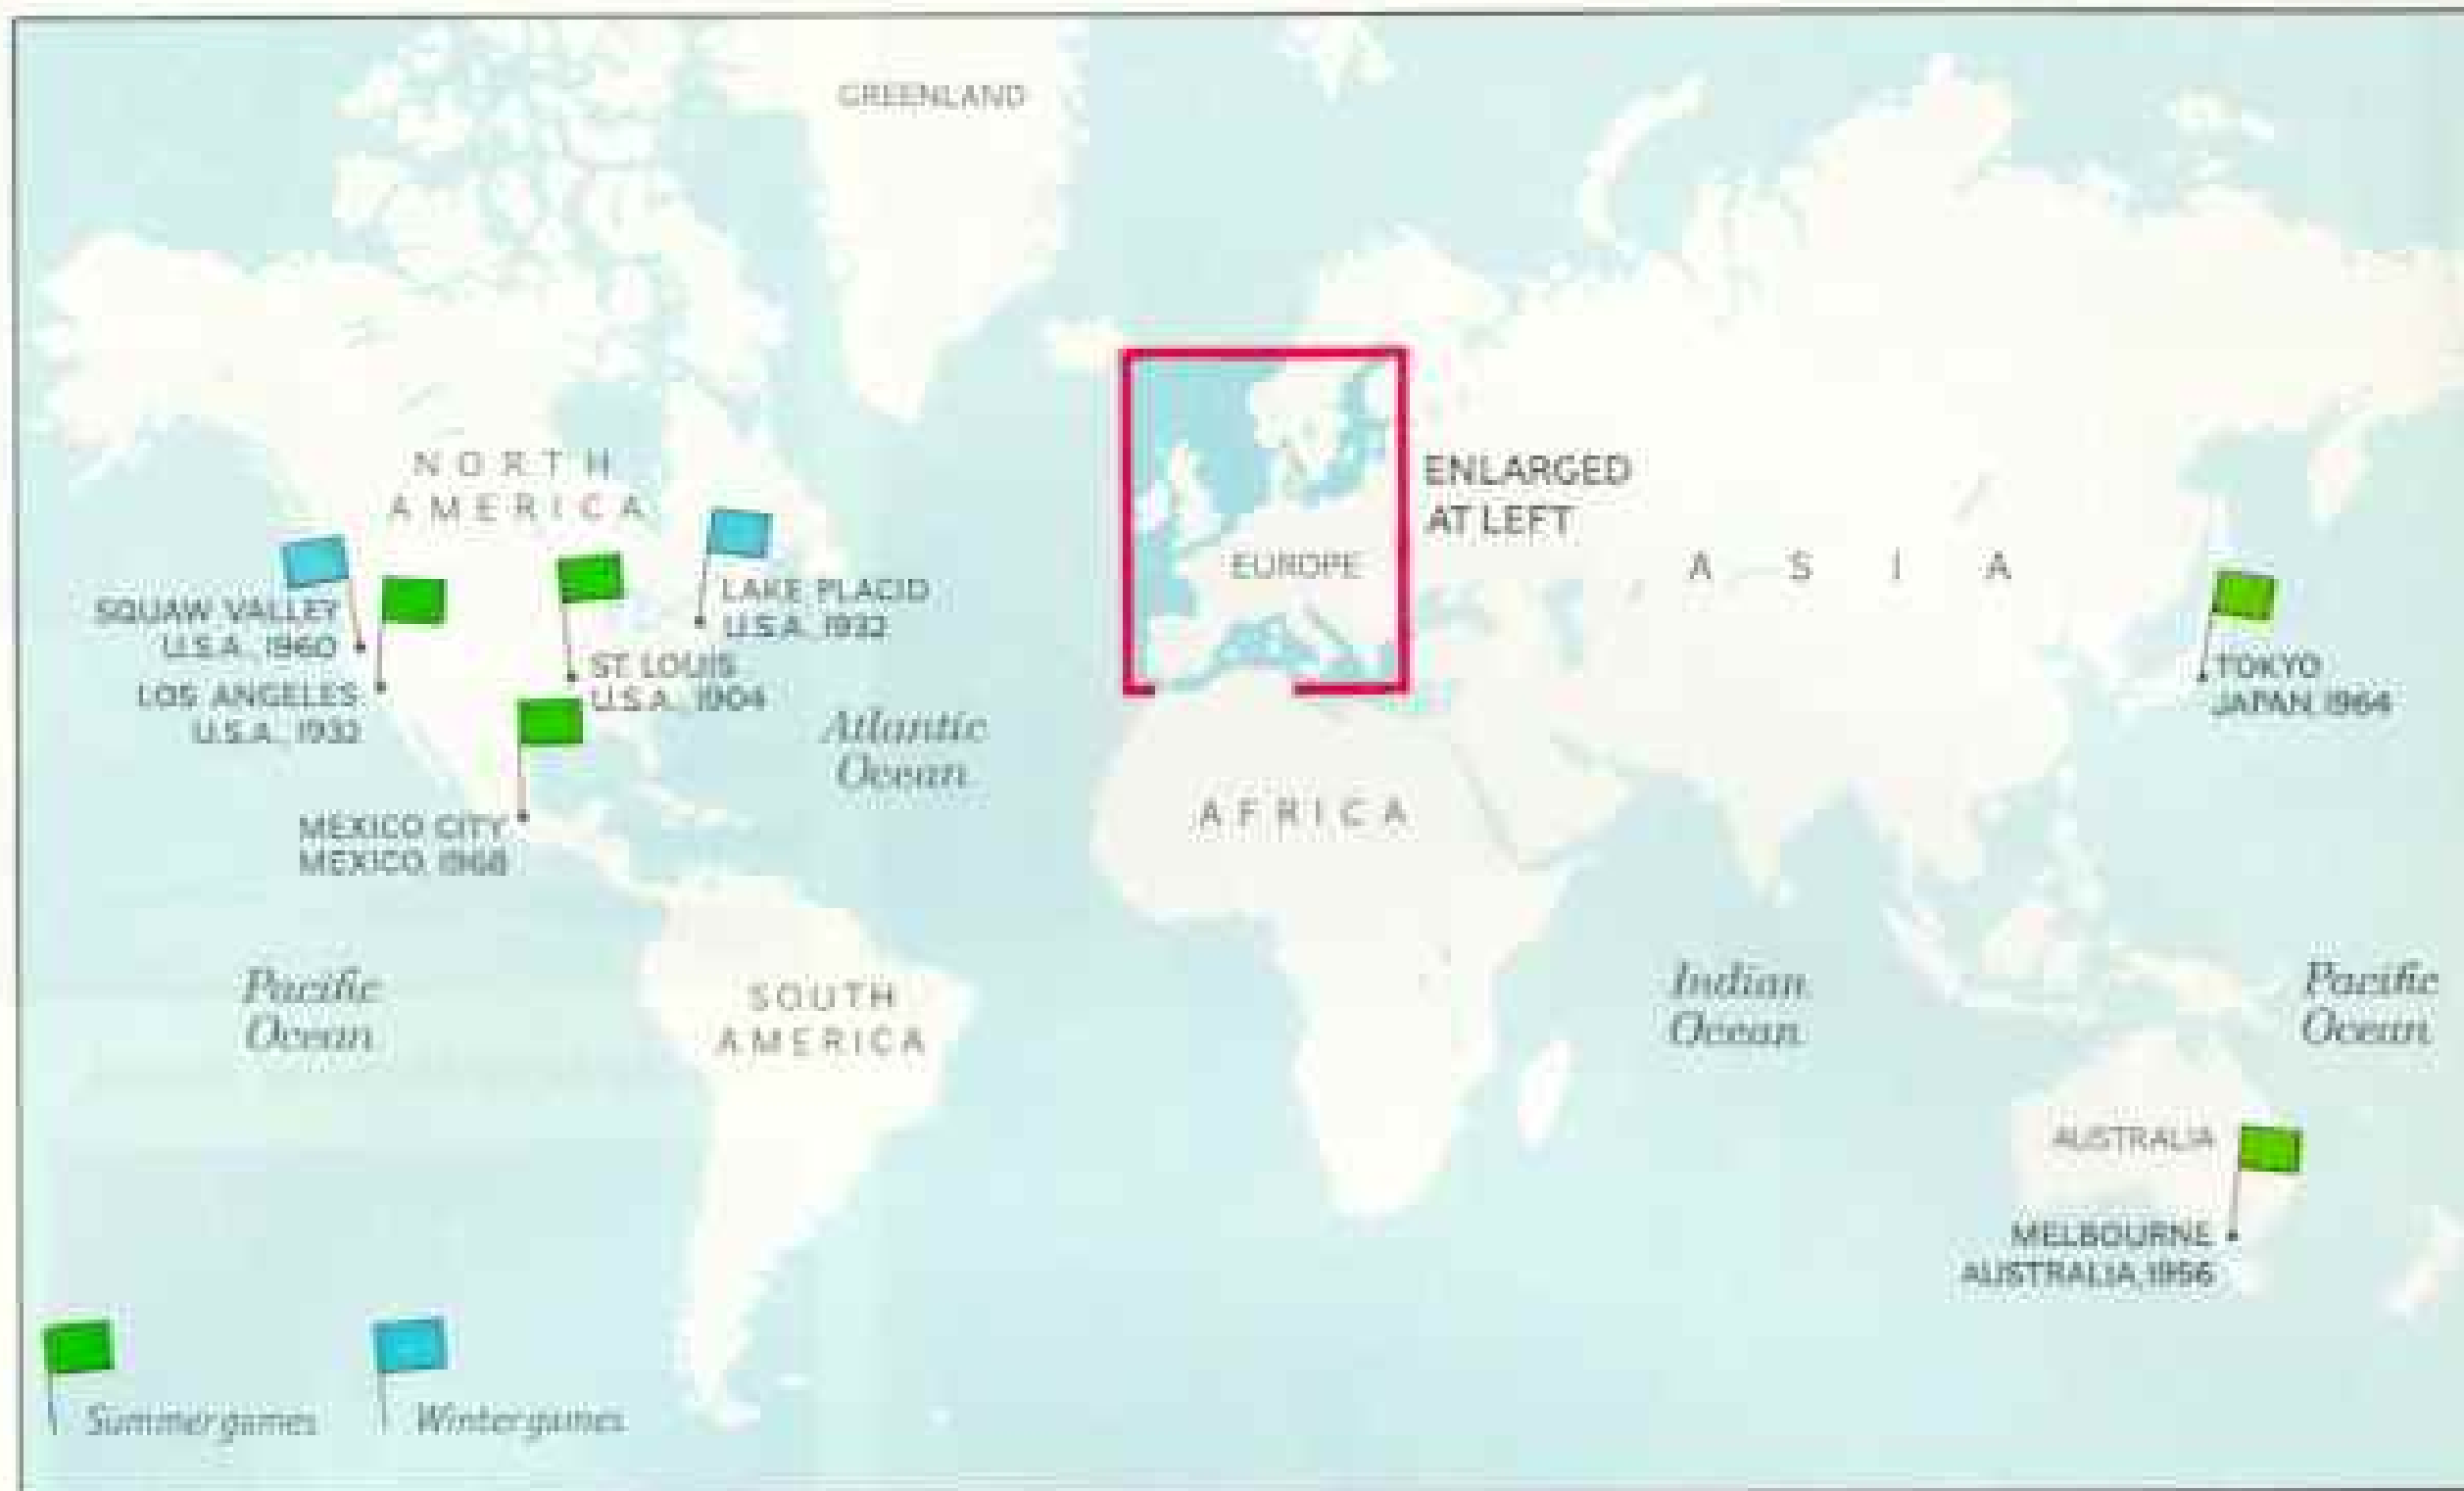 GREENLAND
NORTH
AMERICA
SQUAW VALLEY
U.S.A., 1960
LOS ANGELES
U.S.A., 1932
ST. LOUIS
U.S.A., 1904
LAKE PLACID
U.S.A., 1932
MEXICO CITY
MEXICO, 1968
Atlantic
Ocean
ENLARGED
AT LEFT
EUROPE
ASIA
TOKYO
JAPAN, 1964
AFRICA
Pacific
Ocean
SOUTH
AMERICA
Indian
Ocean
Pacific
Ocean
AUSTRALIA
MELBOURNE
AUSTRALIA, 1956
Summer games
Winter games